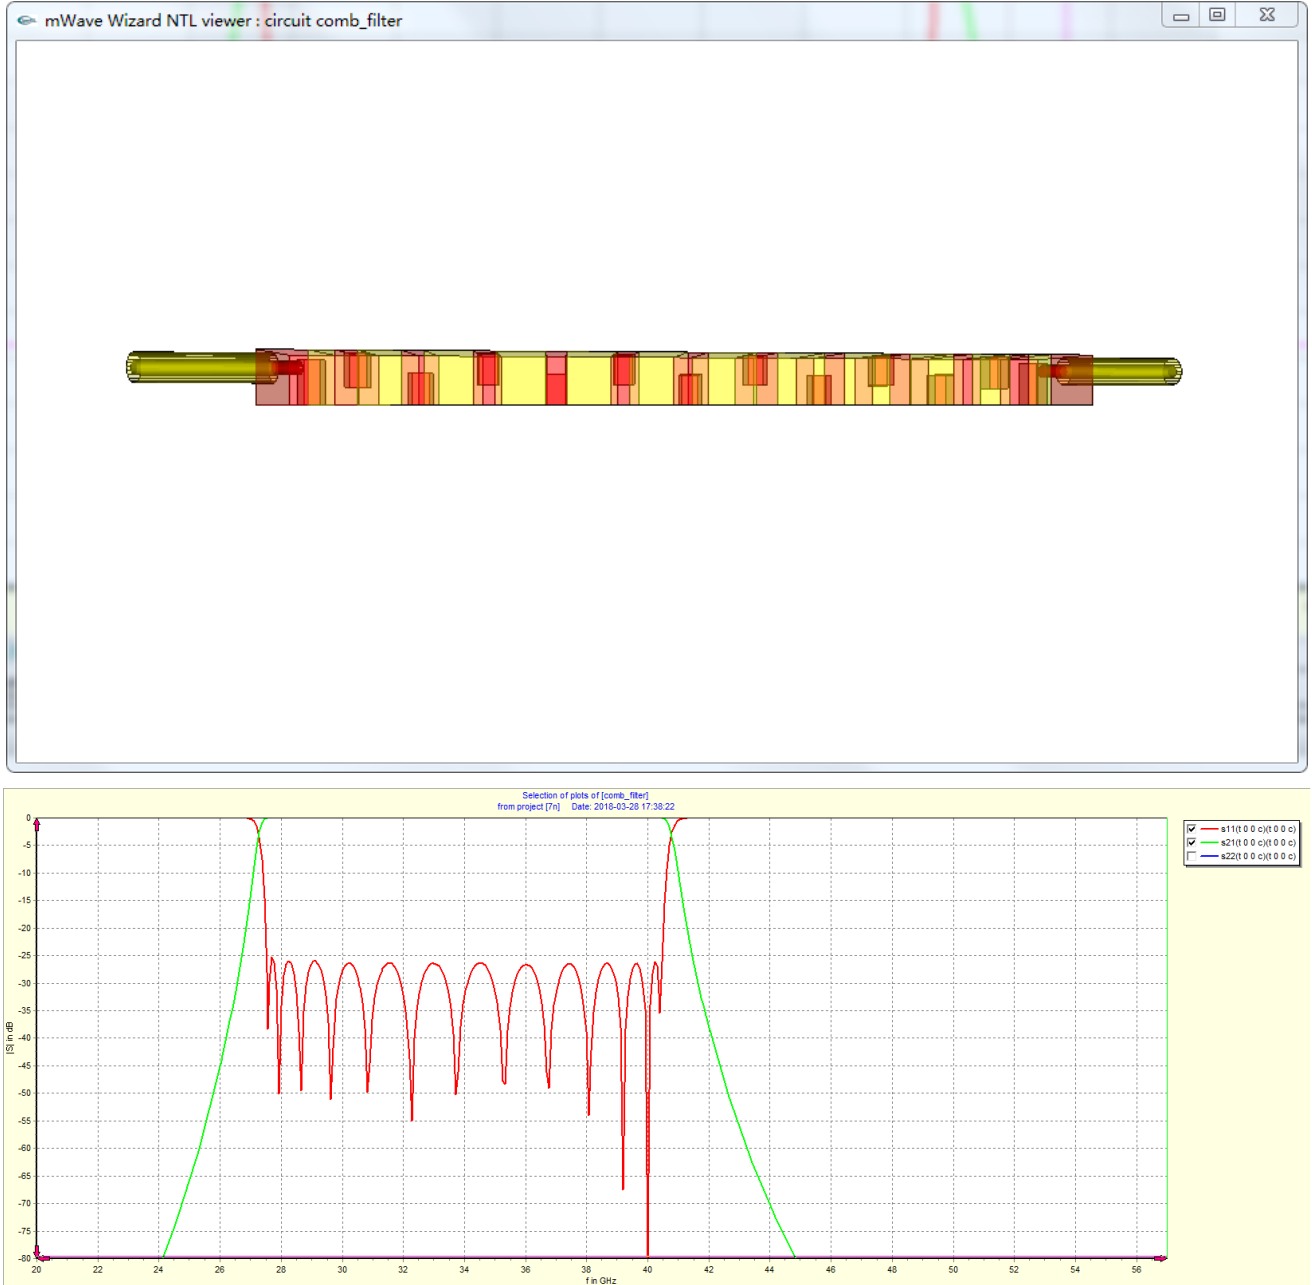 mWave Wizard NTL viewer : circuit comb_filter
Selection of plots of [comb_filter]
from project [7n] Date: 2018-03-28 17:38:22
s11(t 0 0 c)(t 0 0 c)
s21(t 0 0 c)(t 0 0 c)
s22(t 0 0 c)(t 0 0 c)
|S| in dB
0
-5
-10
-15
-20
-25
-30
-35
-40
-45
-50
-55
-60
-65
-70
-75
-80
20 22 24 26 28 30 32 34 36 38 40 42 44 46 48 50 52 54 56
f in GHz